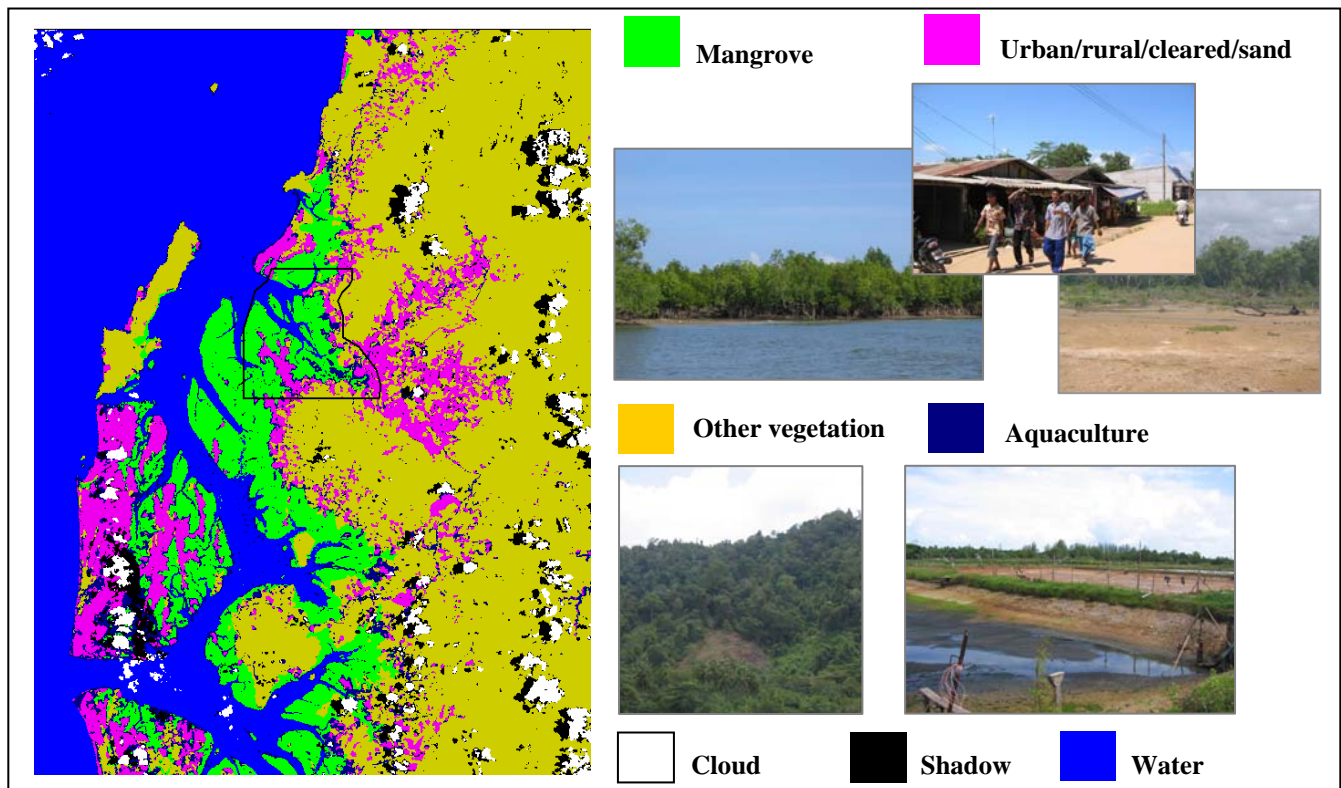 Mangrove
Urban/rural/cleared/sand
Other vegetation
Aquaculture
Cloud
Shadow
Water